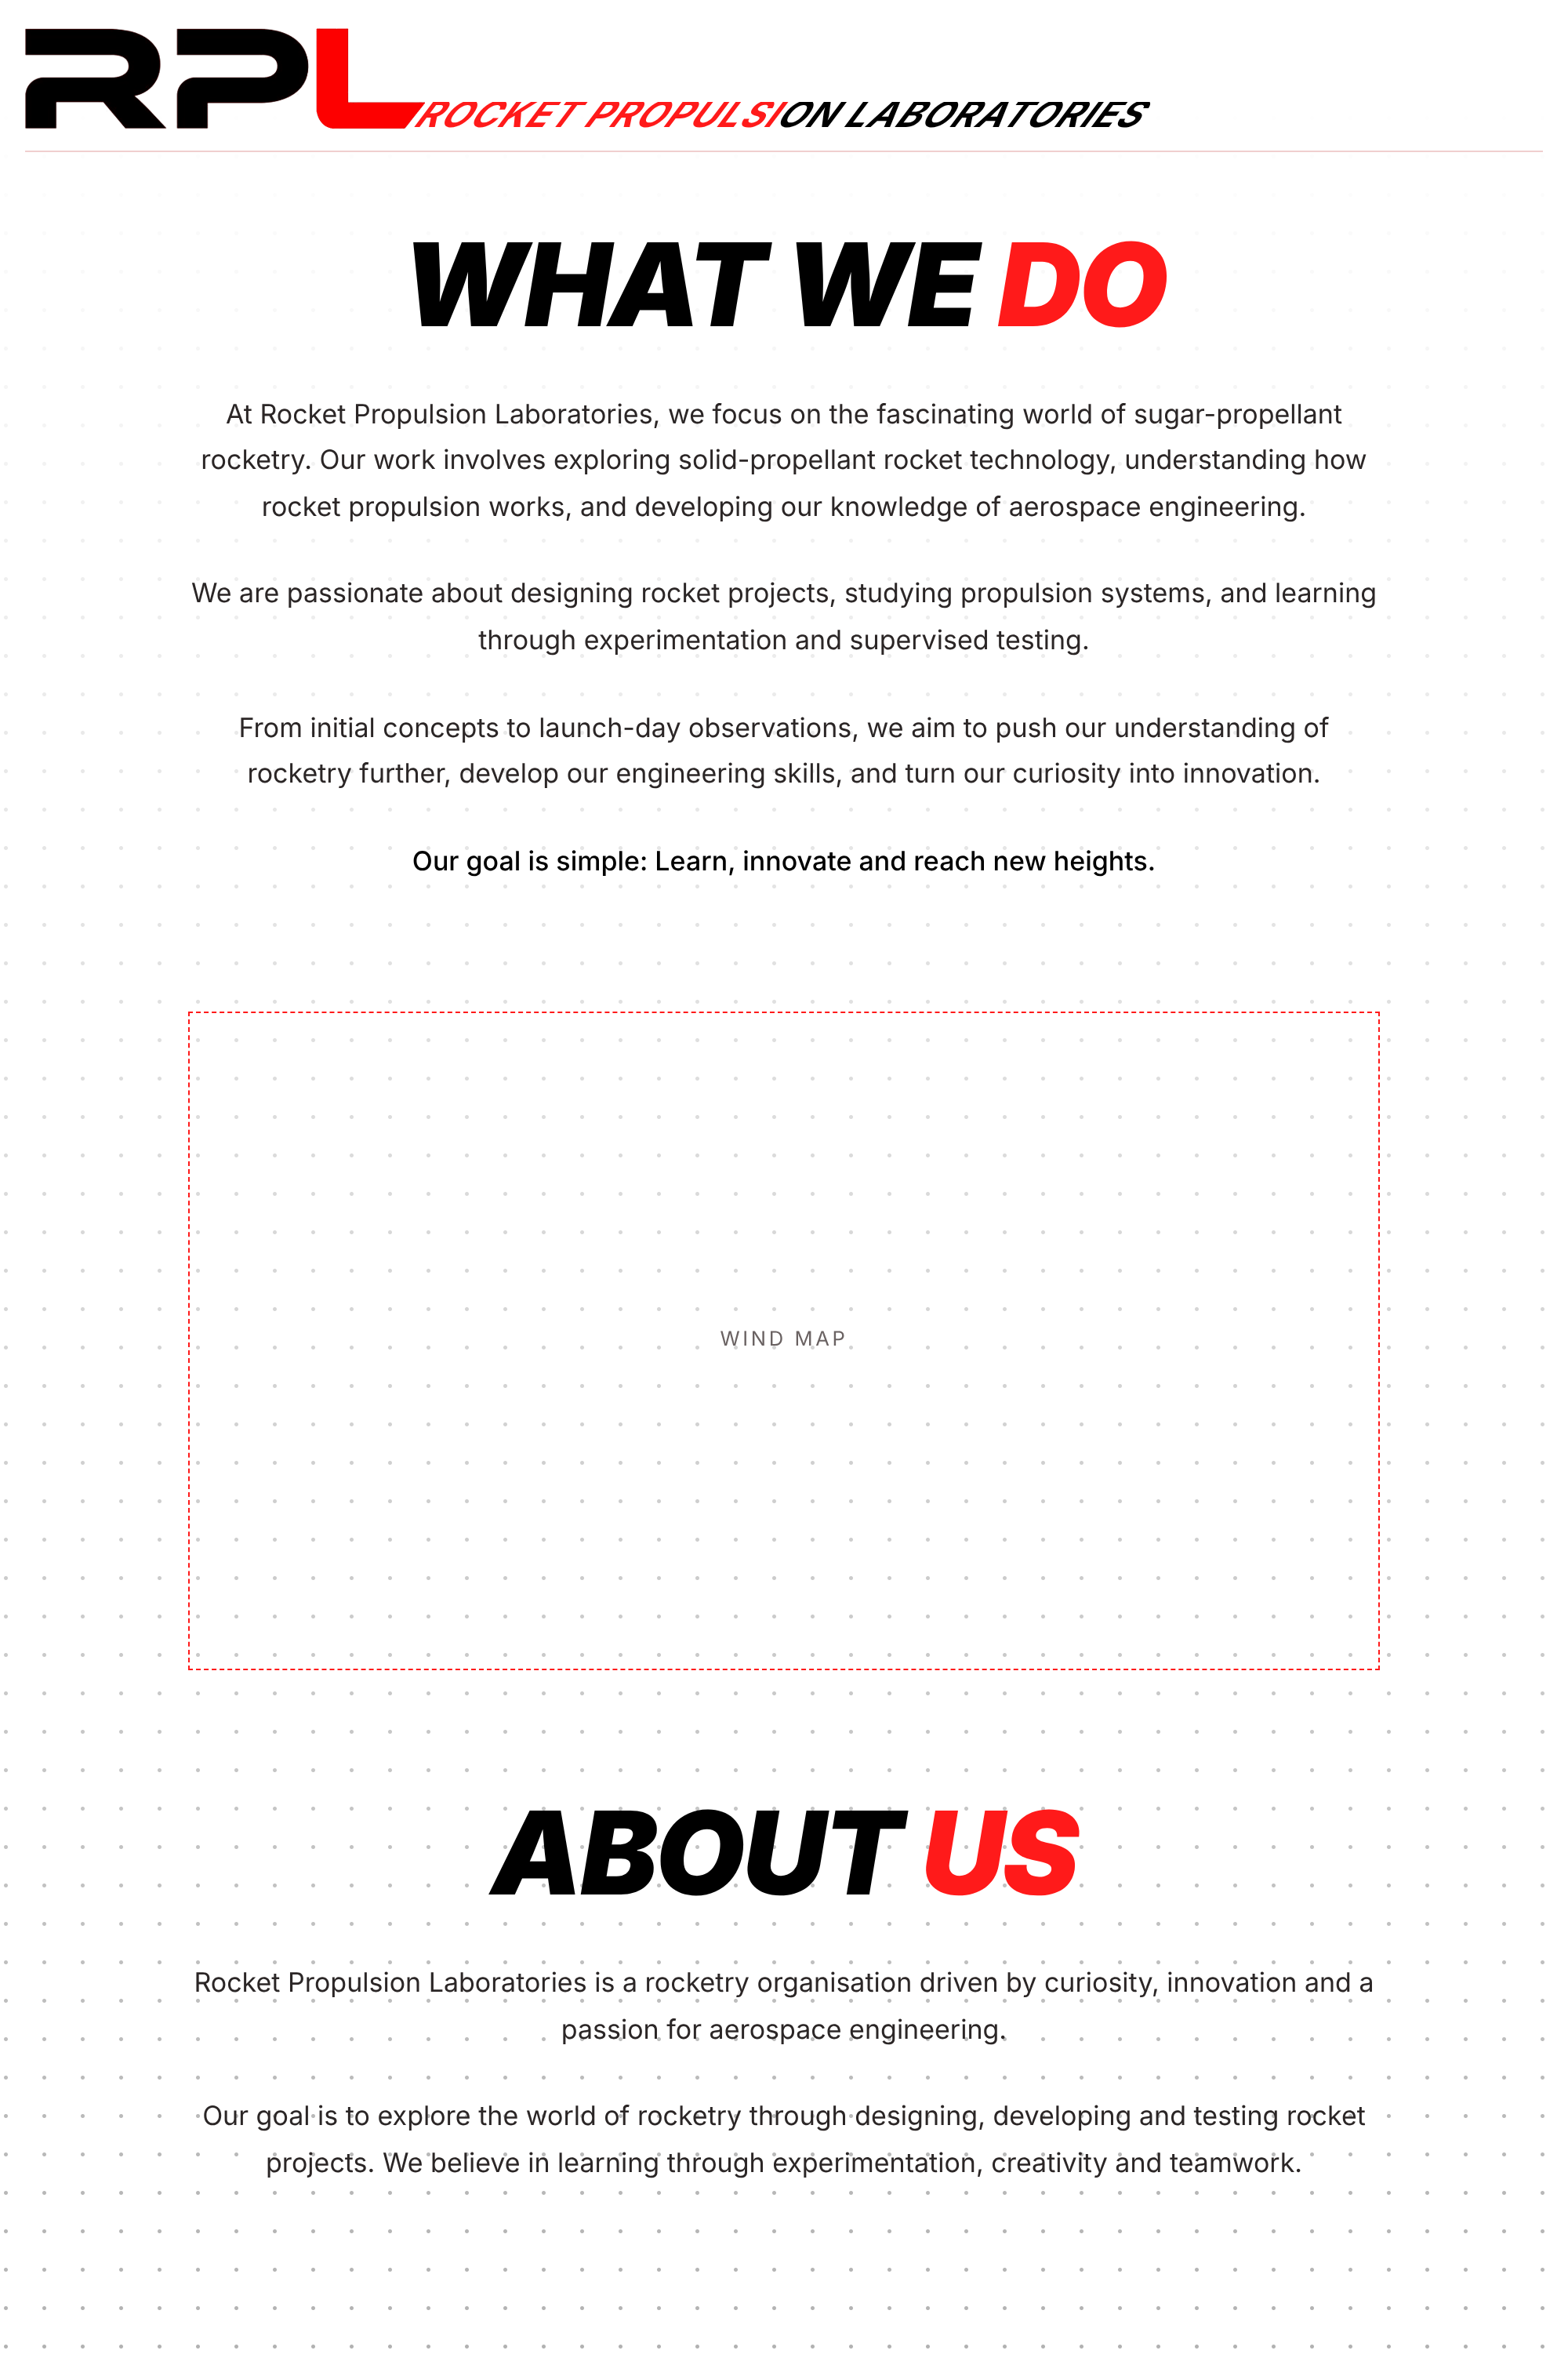 RPL
ROCKET PROPULSION LABORATORIES
WHAT WE DO
At Rocket Propulsion Laboratories, we focus on the fascinating world of sugar-propellant
rocketry. Our work involves exploring solid-propellant rocket technology, understanding how
rocket propulsion works, and developing our knowledge of aerospace engineering.
We are passionate about designing rocket projects, studying propulsion systems, and learning
through experimentation and supervised testing.
From initial concepts to launch-day observations, we aim to push our understanding of
rocketry further, develop our engineering skills, and turn our curiosity into innovation.
Our goal is simple: Learn, innovate and reach new heights.
WIND MAP
ABOUT US
Rocket Propulsion Laboratories is a rocketry organisation driven by curiosity, innovation and a
passion for aerospace engineering.
Our goal is to explore the world of rocketry through designing, developing and testing rocket
projects. We believe in learning through experimentation, creativity and teamwork.